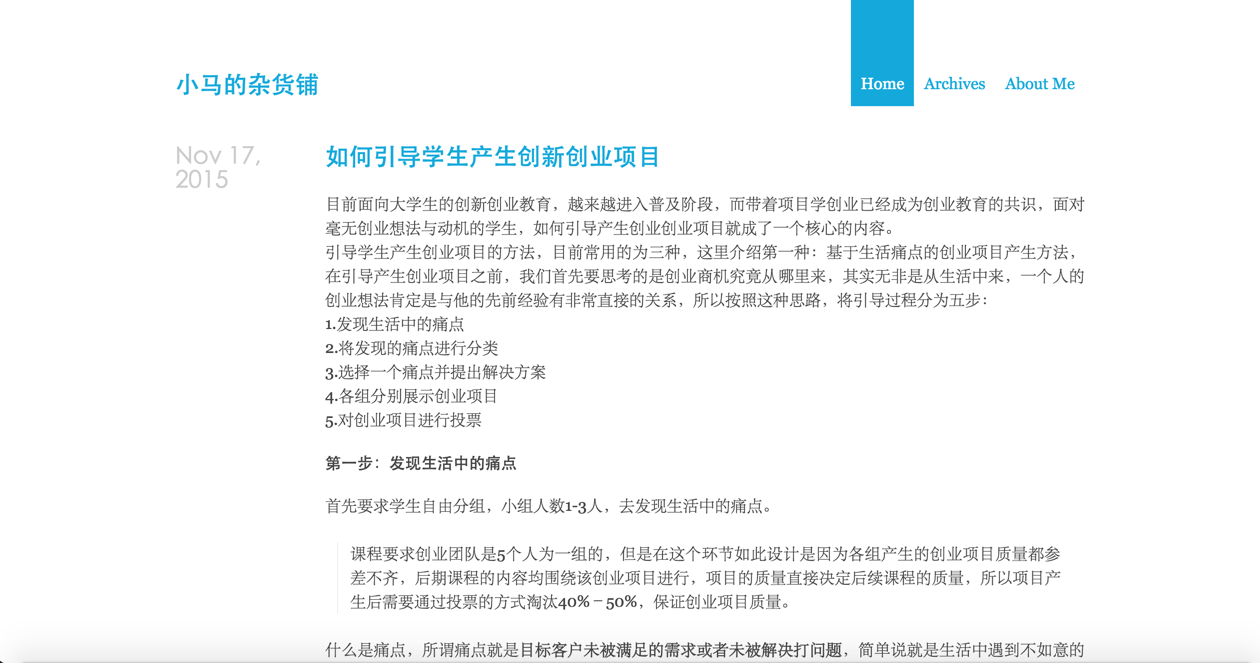 小马的杂货铺
Home Archives About Me
Nov 17,
2015
如何引导学生产生创新创业项目
目前面向大学生的创新创业教育，越来越进入普及阶段，而带着项目学创业已经成为创业教育的共识，面对
毫无创业想法与动机的学生，如何引导产生创业创业项目就成了一个核心的内容。
引导学生产生创业项目的方法，目前常用的为三种，这里介绍第一种：基于生活痛点的创业项目产生方法，
在引导产生创业项目之前，我们首先要思考的是创业商机究竟从哪里来，其实无非是从生活中来，一个人的
创业想法肯定是与他的先前经验有非常直接的关系，所以按照这种思路，将引导过程分为五步：
1.发现生活中的痛点
2.将发现的痛点进行分类
3.选择一个痛点并提出解决方案
4.各组分别展示创业项目
5.对创业项目进行投票
第一步：发现生活中的痛点
首先要求学生自由分组，小组人数1-3人，去发现生活中的痛点。
课程要求创业团队是5个人为一组的，但是在这个环节如此设计是因为各组产生的创业项目质量都参
差不齐，后期课程的内容均围绕该创业项目进行，项目的质量直接决定后续课程的质量，所以项目产
生后需要通过投票的方式淘汰40%－50%，保证创业项目质量。
什么是痛点，所谓痛点就是目标客户未被满足的需求或者未被解决打问题，简单说就是生活中遇到不如意的